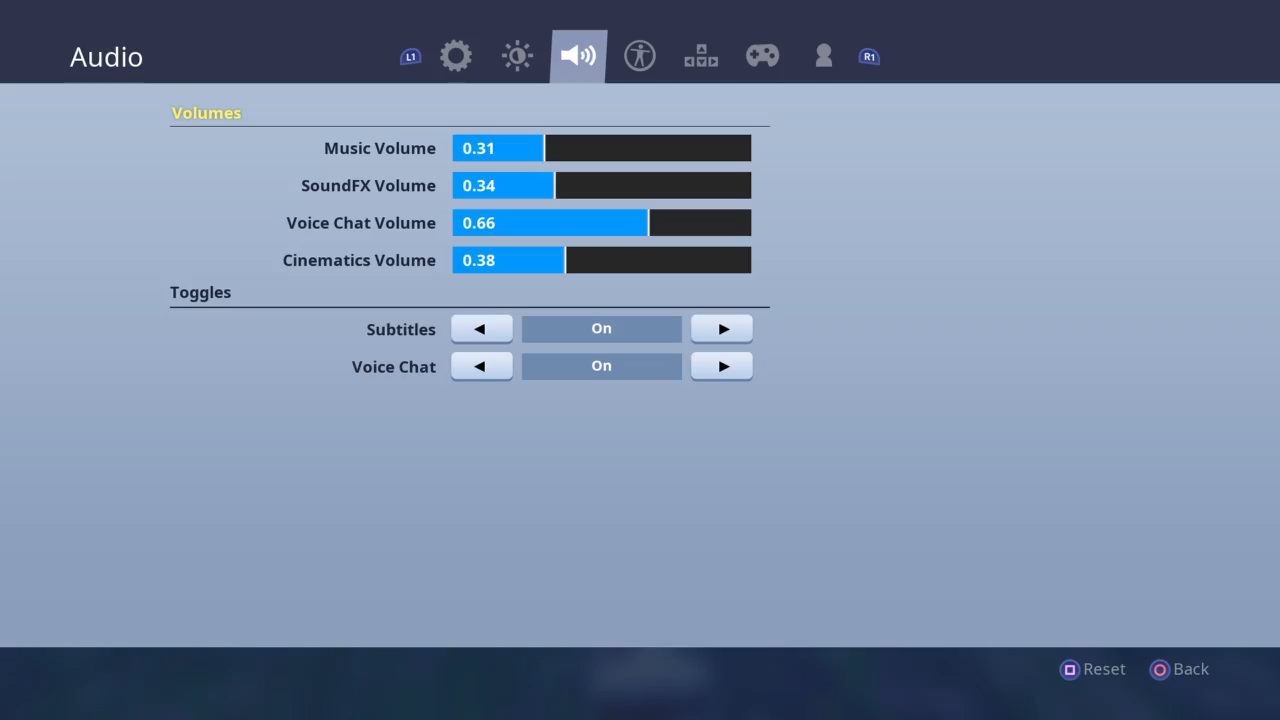 Audio
L1
R1
Volumes
Music Volume 0.31
SoundFX Volume 0.34
Voice Chat Volume 0.66
Cinematics Volume 0.38
Toggles
Subtitles On
Voice Chat On
Reset Back